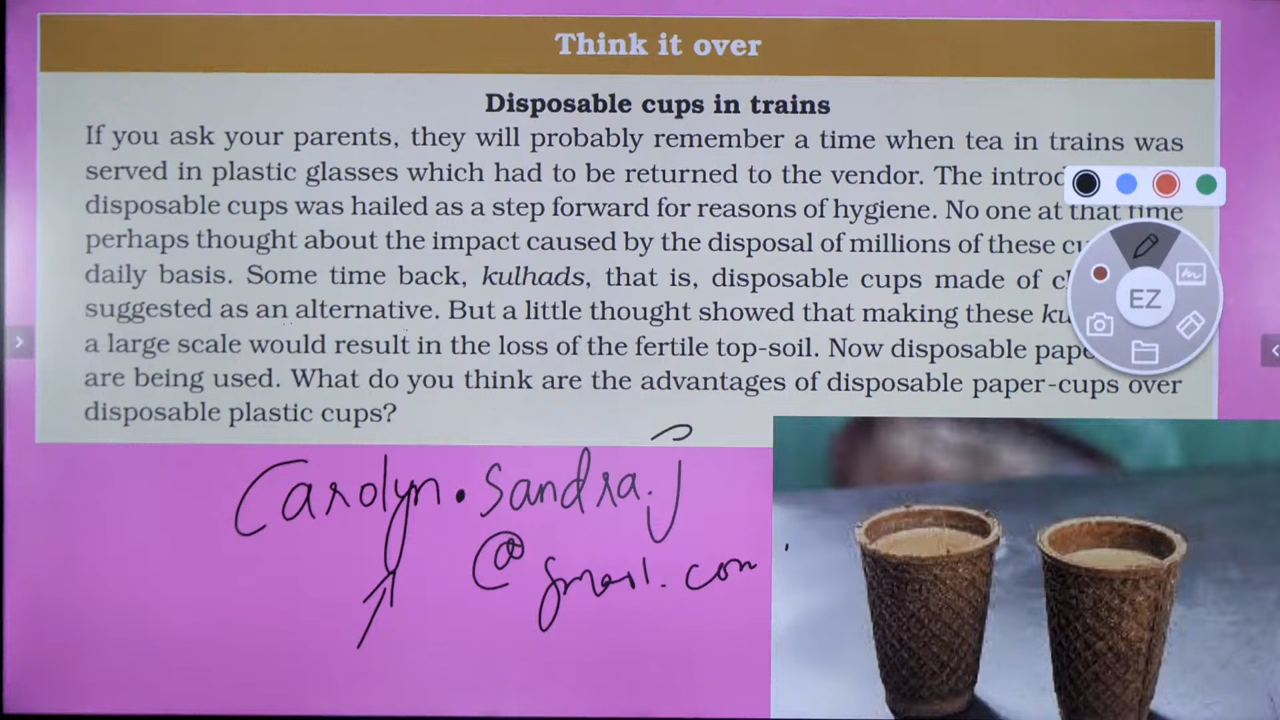 Think it over
Disposable cups in trains
If you ask your parents, they will probably remember a time when tea in trains was
served in plastic glasses which had to be returned to the vendor. The introd
disposable cups was hailed as a step forward for reasons of hygiene. No one at that time
perhaps thought about the impact caused by the disposal of millions of these cu
daily basis. Some time back, kulhads, that is, disposable cups made of c
suggested as an alternative. But a little thought showed that making these ku
a large scale would result in the loss of the fertile top-soil. Now disposable pape
are being used. What do you think are the advantages of disposable paper-cups over
disposable plastic cups?
EZ
Carolyn.Sandra.j
@gmail.com